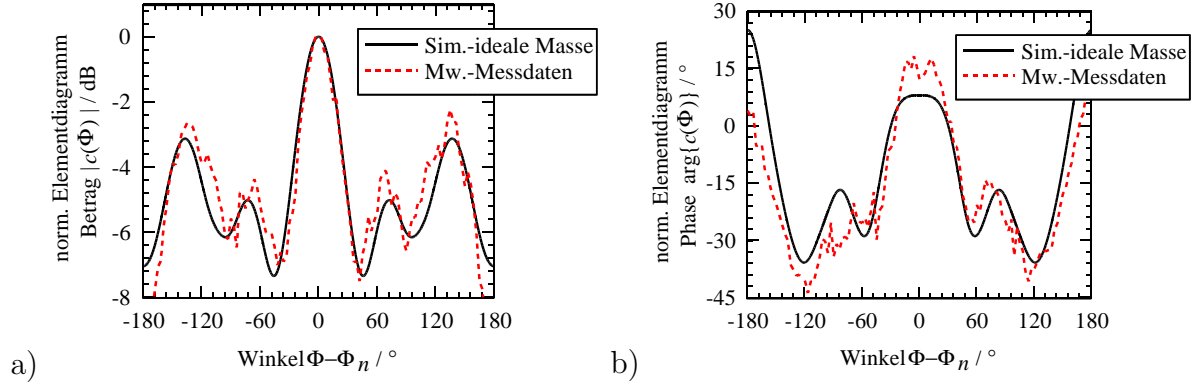 norm. Elementdiagramm
Betrag |c(Φ) | / dB
0
-2
-4
-6
-8
-180
-120
-60
0
60
120
180
Winkel Φ–Φn / °
Sim.-ideale Masse
Mw.-Messdaten
a)
norm. Elementdiagramm
Phase arg{c(Φ)} / °
30
15
0
-15
-30
-45
-180
-120
-60
0
60
120
180
Winkel Φ–Φn / °
Sim.-ideale Masse
Mw.-Messdaten
b)